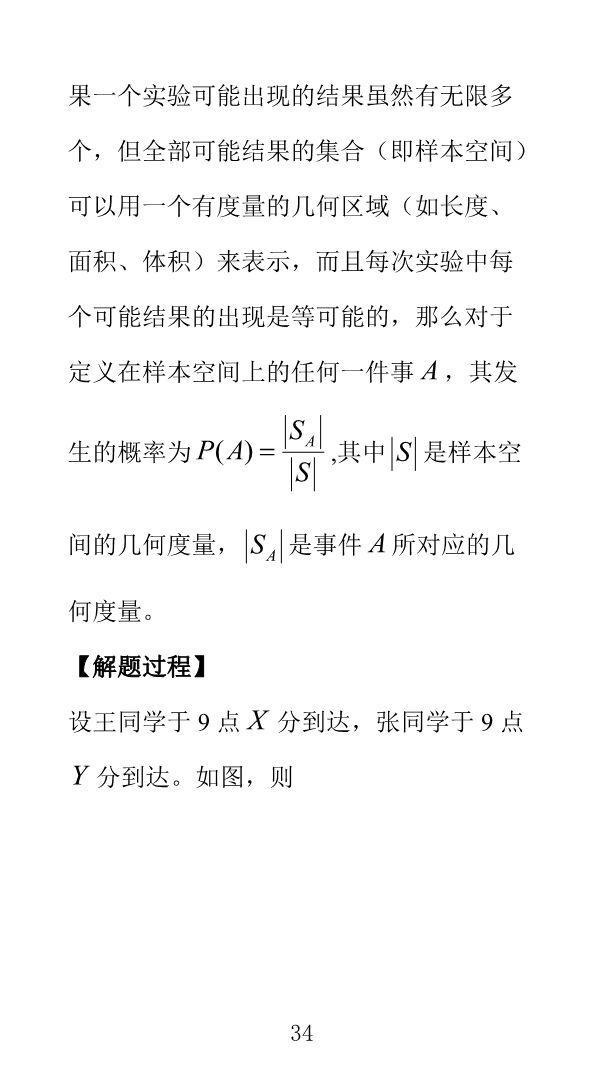 果一个实验可能出现的结果虽然有无限多
个，但全部可能结果的集合（即样本空间）
可以用一个有度量的几何区域（如长度、
面积、体积）来表示，而且每次实验中每
个可能结果的出现是等可能的，那么对于
定义在样本空间上的任何一件事 A ，其发
生的概率为 P(A) = |S_A| / |S| ,其中 |S| 是样本空
间的几何度量，|S_A| 是事件 A 所对应的几
何度量。
【解题过程】
设王同学于 9 点 X 分到达，张同学于 9 点
Y 分到达。如图，则
34